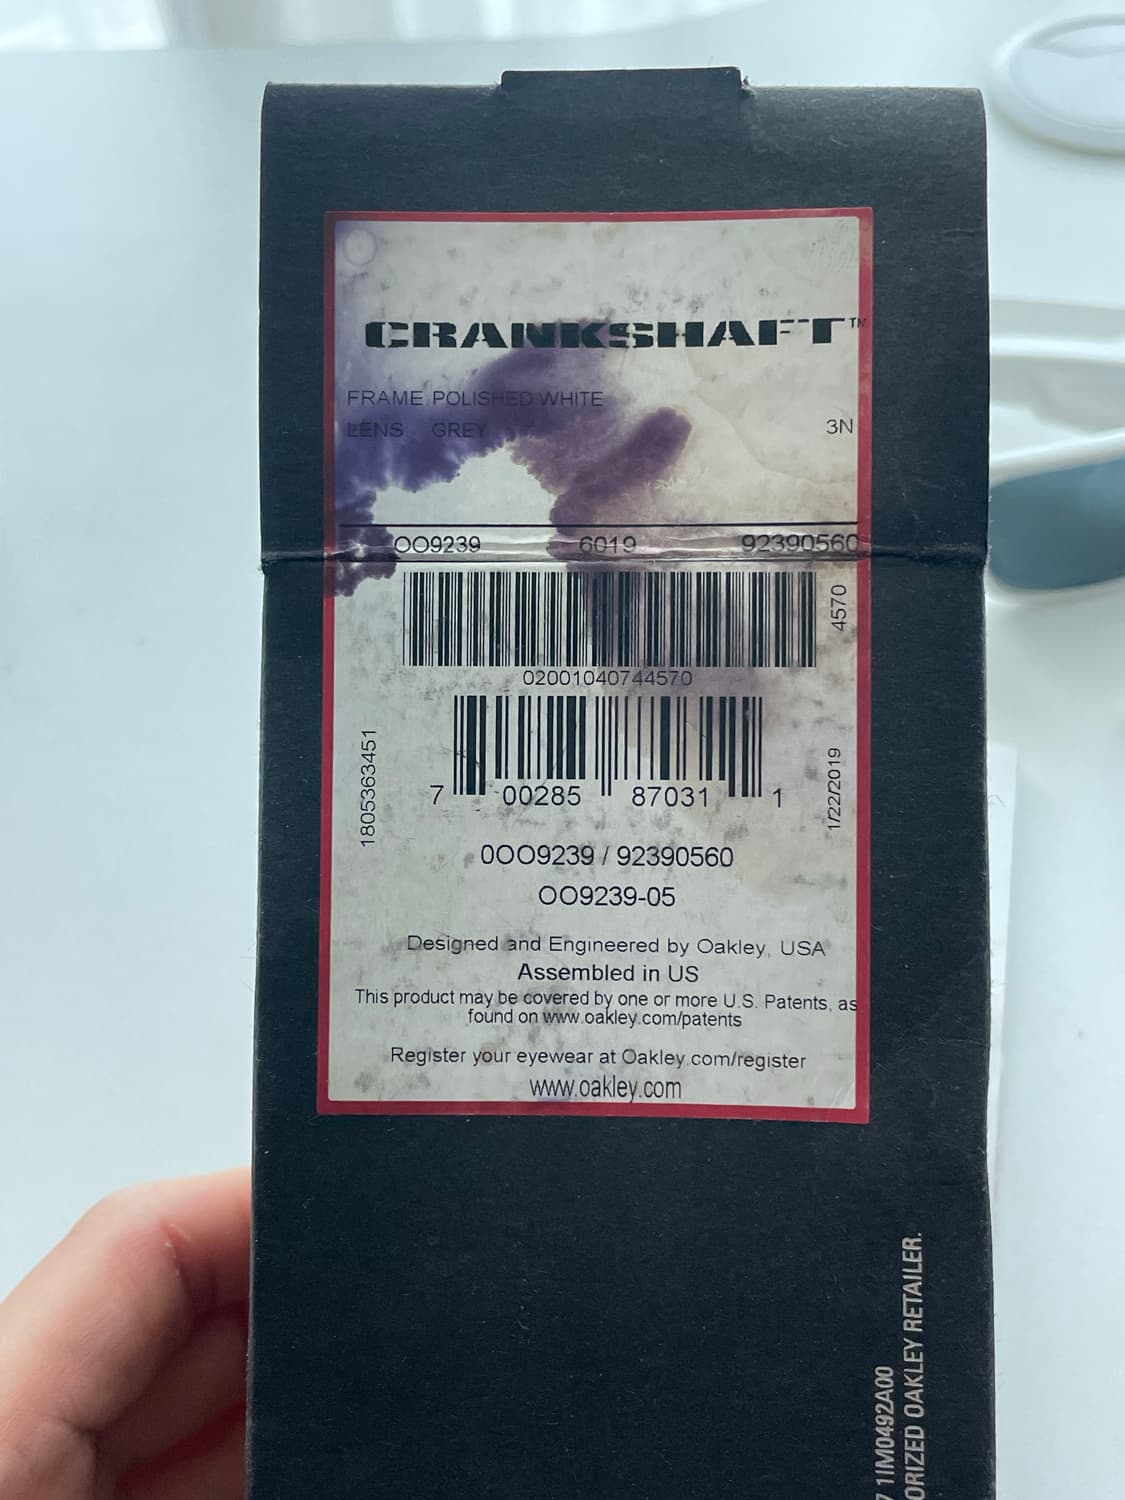 CRANKSHAFT™
FRAME POLISHED WHITE
LENS GREY 3N
OO9239 6019 92390560
4570
02001040744570
1805363451
7 00285 87031 1
1/22/2019
0OO9239 / 92390560
OO9239-05
Designed and Engineered by Oakley, USA
Assembled in US
This product may be covered by one or more U.S. Patents, as
found on www.oakley.com/patents
Register your eyewear at Oakley.com/register
www.oakley.com
7 1IM0492A00
ORIZED OAKLEY RETAILER.